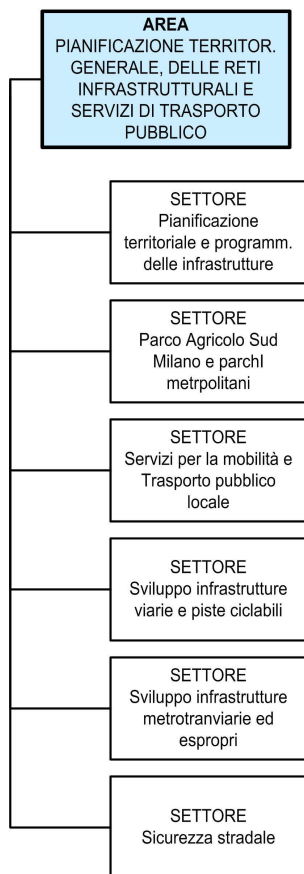 AREA
PIANIFICAZIONE TERRITOR.
GENERALE, DELLE RETI
INFRASTRUTTURALI E
SERVIZI DI TRASPORTO
PUBBLICO
SETTORE
Pianificazione
territoriale e programm.
delle infrastrutture
SETTORE
Parco Agricolo Sud
Milano e parchI
metrpolitani
SETTORE
Servizi per la mobilità e
Trasporto pubblico
locale
SETTORE
Sviluppo infrastrutture
viarie e piste ciclabili
SETTORE
Sviluppo infrastrutture
metrotranviarie ed
espropri
SETTORE
Sicurezza stradale